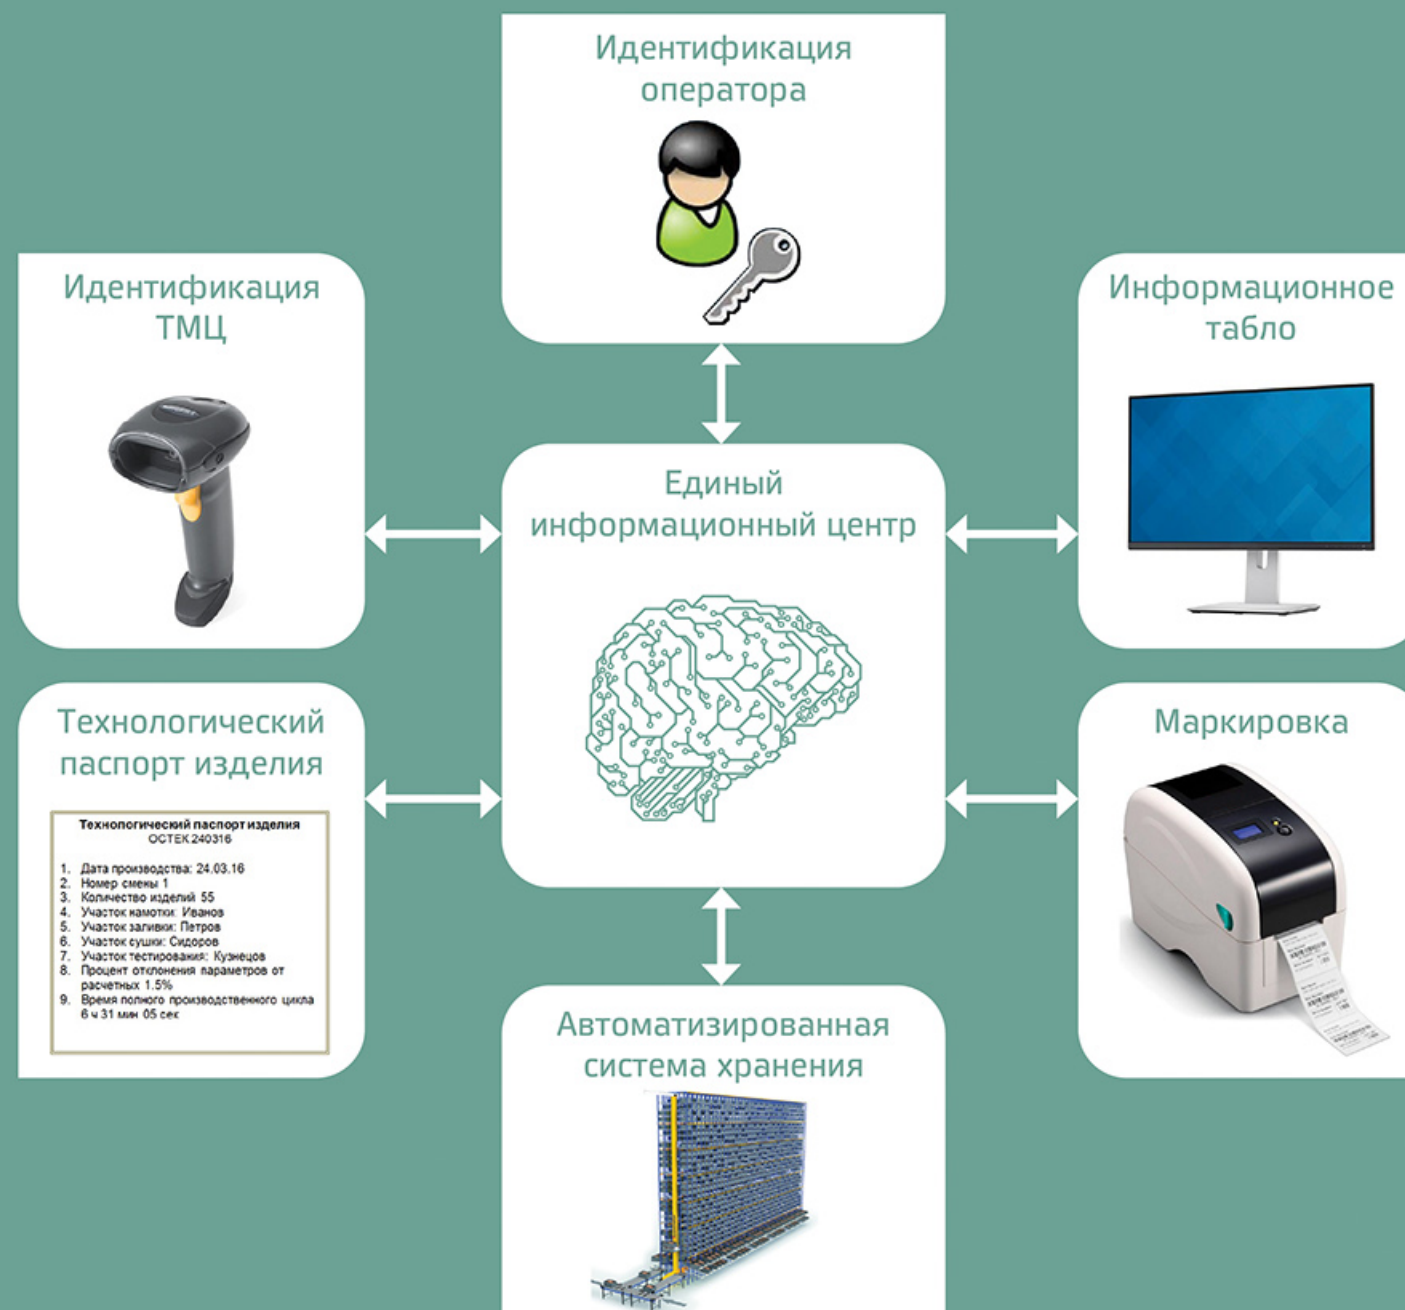 Идентификация
оператора
Идентификация
ТМЦ
Информационное
табло
Единый
информационный центр
Технологический
паспорт изделия
Технологический паспорт изделия
ОСТЕК 240316
1. Дата производства: 24.03.16
2. Номер смены 1
3. Количество изделий 55
4. Участок намотки: Иванов
5. Участок заливки: Петров
6. Участок сушки: Сидоров
7. Участок тестирования: Кузнецов
8. Процент отклонения параметров от
расчетных 1.5%
9. Время полного производственного цикла
6 ч 31 мин 05 сек
Маркировка
Автоматизированная
система хранения